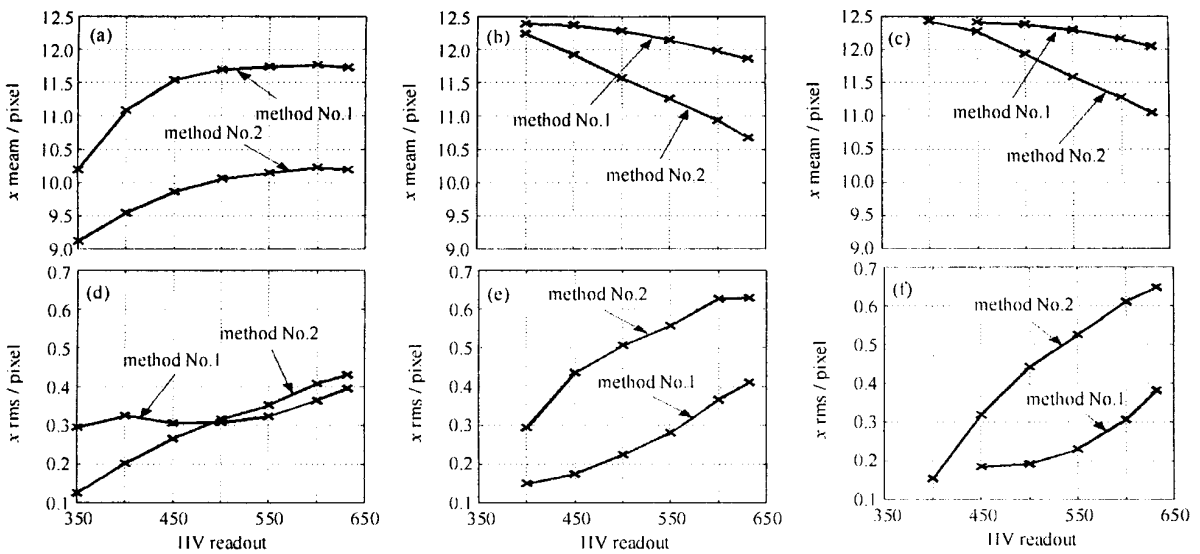 (a)
12.5
12.0
11.5
11.0
10.5
10.0
9.5
9.0
x meam / pixel
method No.1
method No.2
(b)
12.5
12.0
11.5
11.0
10.5
10.0
9.5
9.0
x meam / pixel
method No.1
method No.2
(c)
12.5
12.0
11.5
11.0
10.5
10.0
9.5
9.0
x meam / pixel
method No.1
method No.2
(d)
0.7
0.6
0.5
0.4
0.3
0.2
0.1
x rms / pixel
method No.2
method No.1
350
450
550
650
HV readout
(e)
0.7
0.6
0.5
0.4
0.3
0.2
0.1
x rms / pixel
method No.2
method No.1
350
450
550
650
HV readout
(f)
0.7
0.6
0.5
0.4
0.3
0.2
0.1
x rms / pixel
method No.2
method No.1
350
450
550
650
HV readout